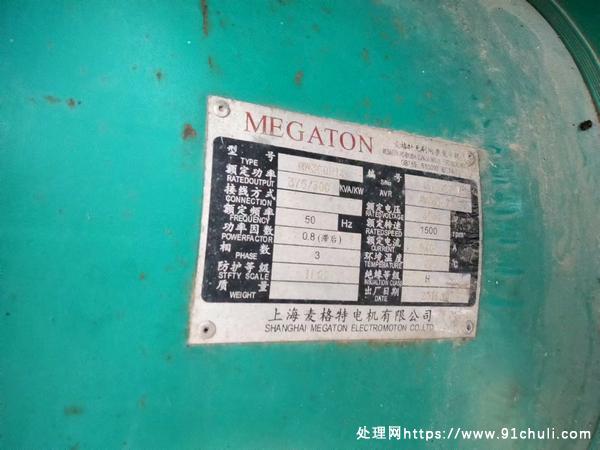 MEGATON
型 号
TYPE
编 号
S/No
额定功率
RATEDOUTPUT
375/300
KVA/KW
AVR
接线方式
CONNECTION
额定电压
RATEDVOLTAGE
额定频率
FREQUENCY
50
Hz
额定转速
RATEDSPEED
1500
rpm
功率因数
POWERFACTOR
0.8(滞后)
额定电流
CURRENT
相 数
PHASE
3
环境温度
TEMPERATURE
防护等级
STFTY SCALE
绝缘等级
INSUALTION CLASS
H
质 量
WEIGHT
出厂日期
DATE
上海麦格特电机有限公司
SHANGHAI MEGATON ELECTROMOTON CO.,LTD.
处理网https://www.91chuli.com